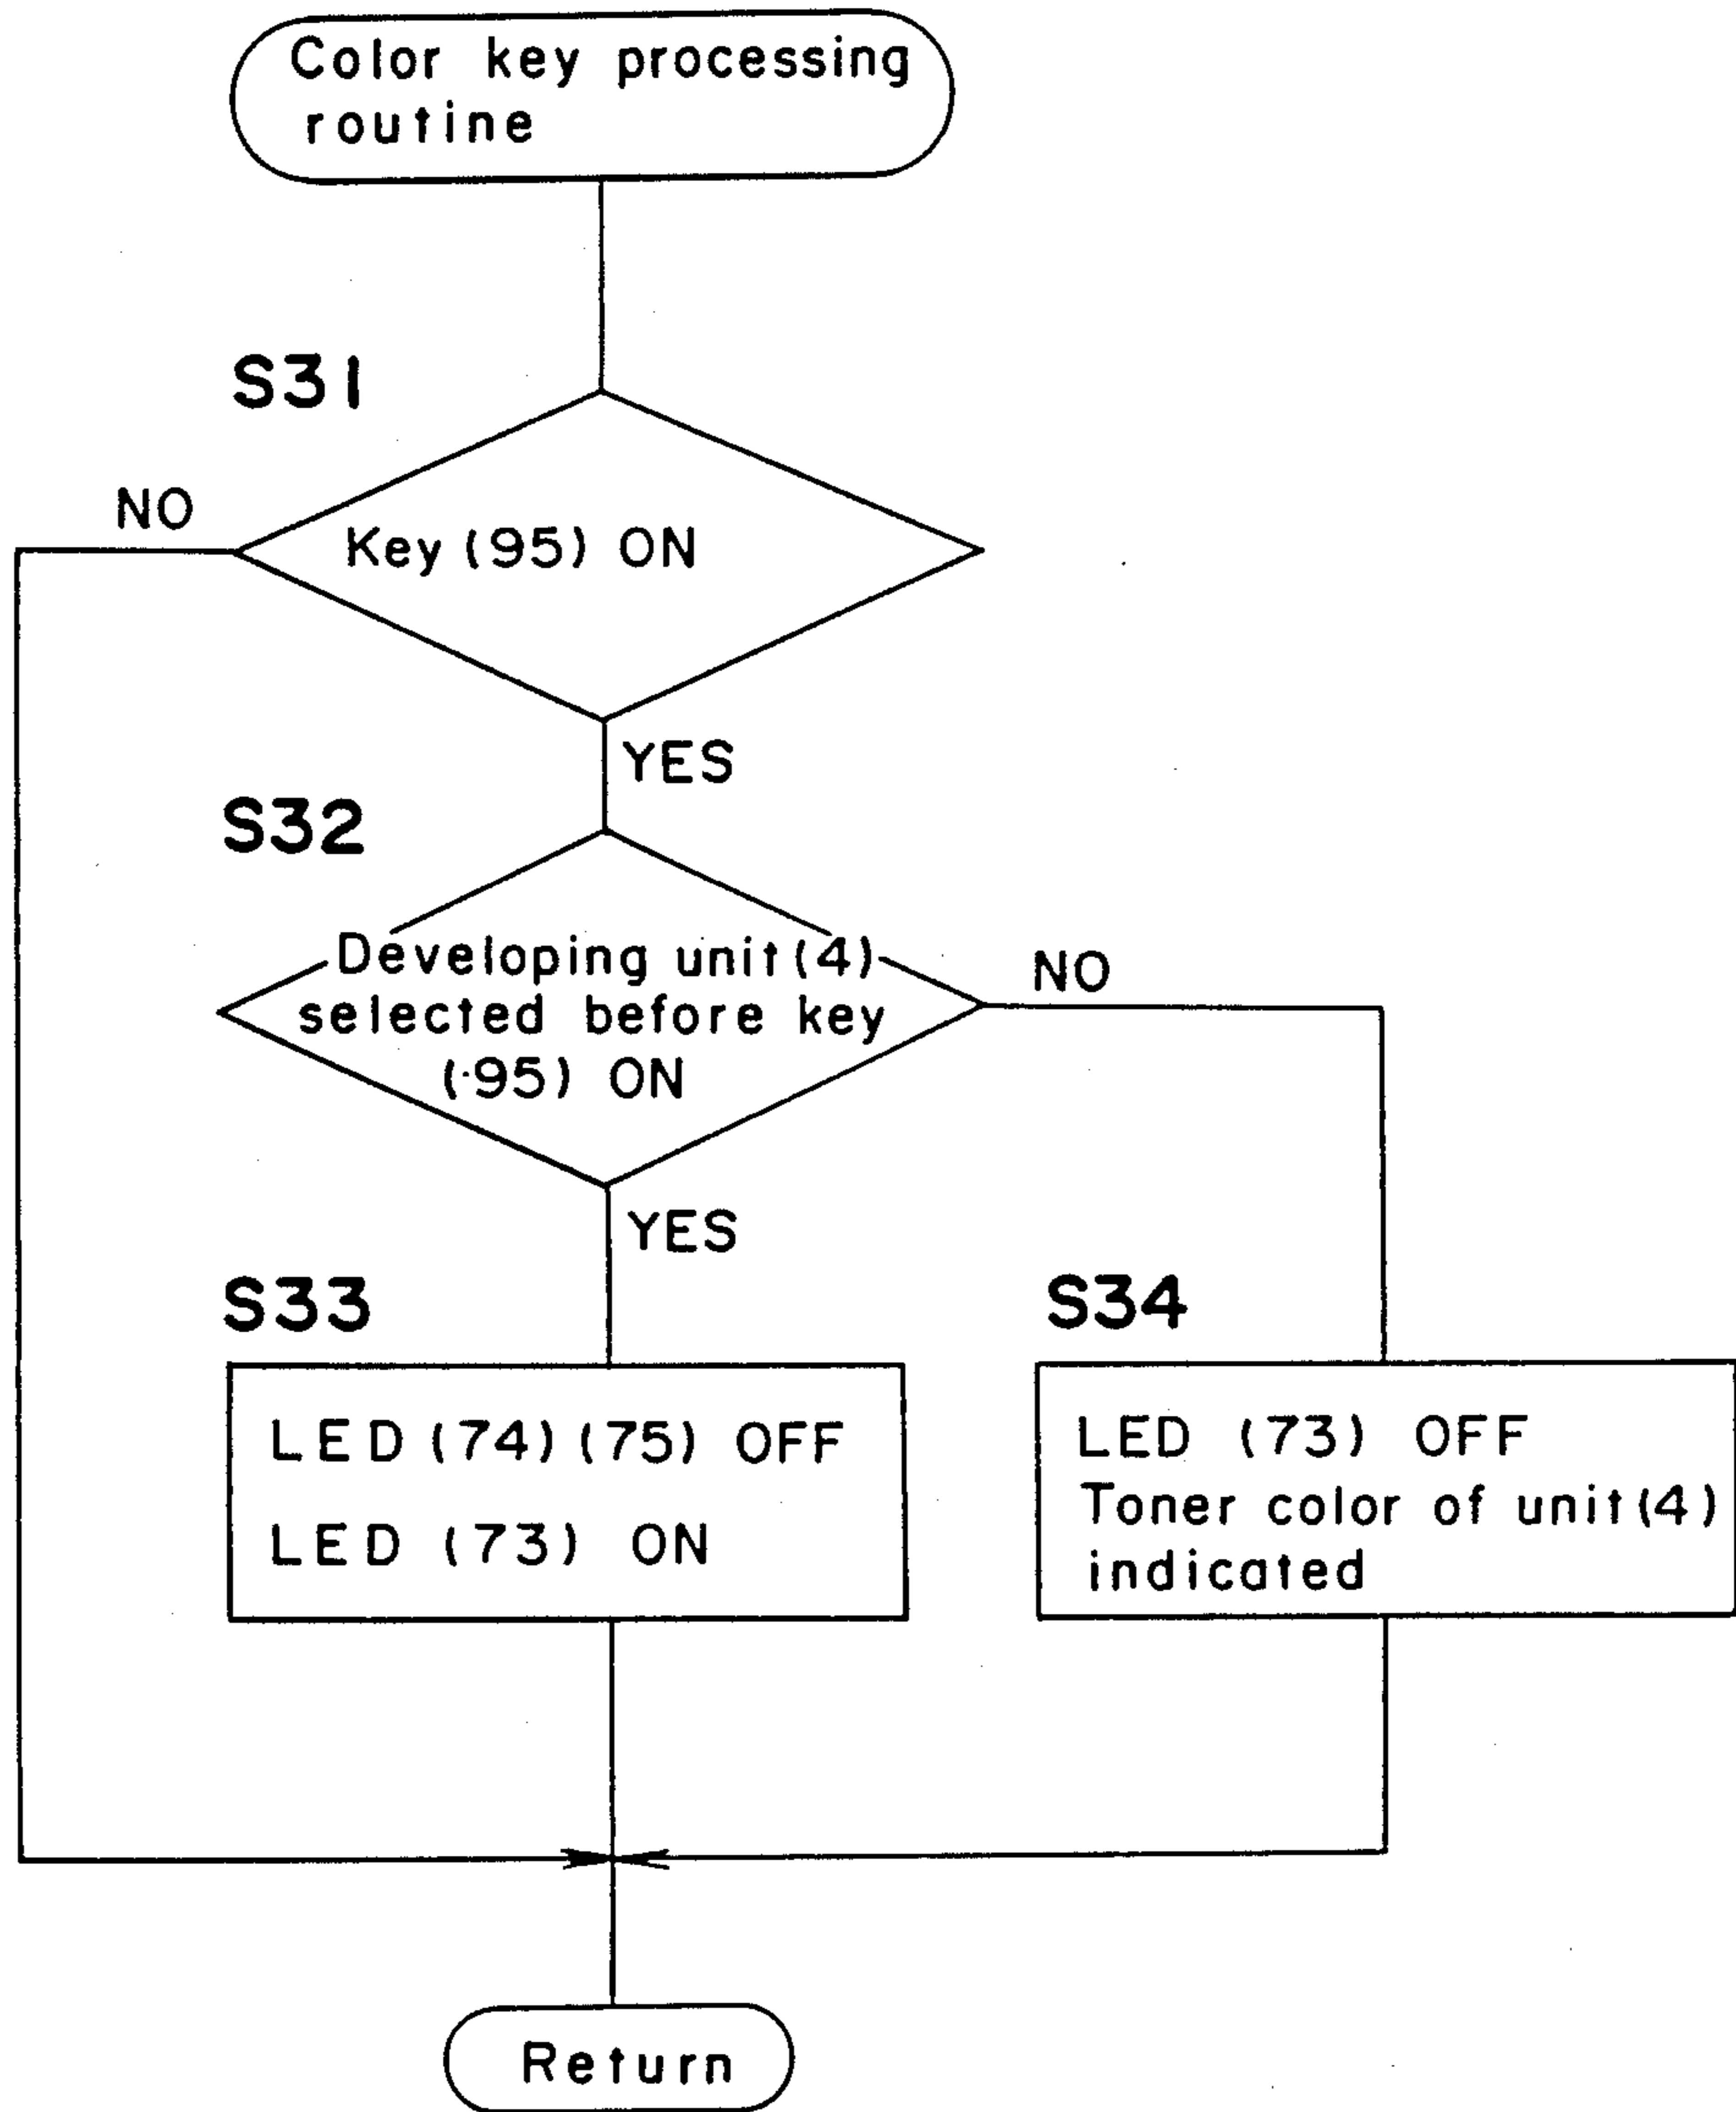 Color key processing
routine
S31
NO
Key (95) ON
YES
S32
Developing unit (4)
selected before key
(95) ON
NO
YES
S33
S34
LED (74) (75) OFF
LED (73) ON
LED (73) OFF
Toner color of unit (4)
indicated
Return